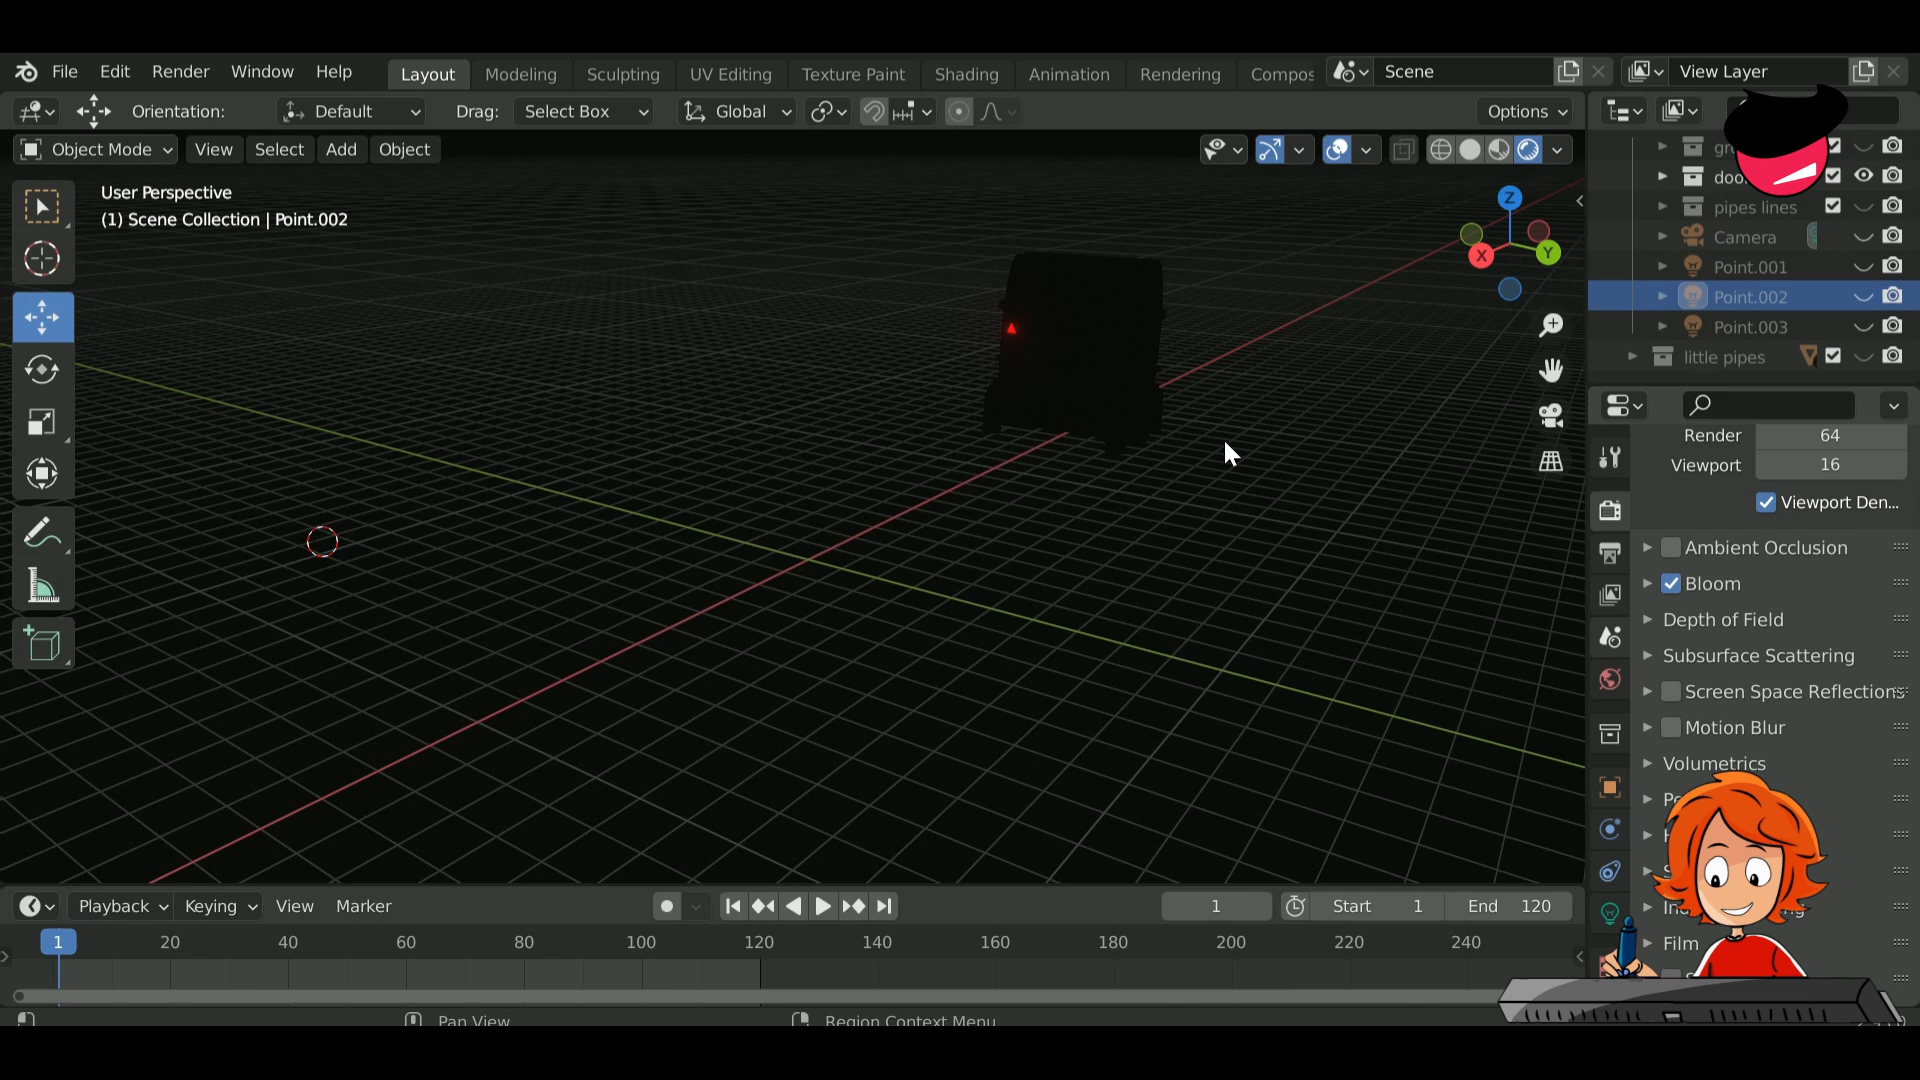 File Edit Render Window Help Layout Modeling Sculpting UV Editing Texture Paint Shading Animation Rendering Compos Scene View Layer
Orientation: Default Drag: Select Box Global Options
Object Mode View Select Add Object
User Perspective
(1) Scene Collection | Point.002
Z
X
Y
doo
pipes lines
Camera
Point.001
Point.002
Point.003
little pipes
Render 64
Viewport 16
Viewport Den...
Ambient Occlusion
Bloom
Depth of Field
Subsurface Scattering
Screen Space Reflections
Motion Blur
Volumetrics
Film
Playback Keying View Marker 1 Start 1 End 120
1 20 40 60 80 100 120 140 160 180 200 220 240
Pan View Region Context Menu